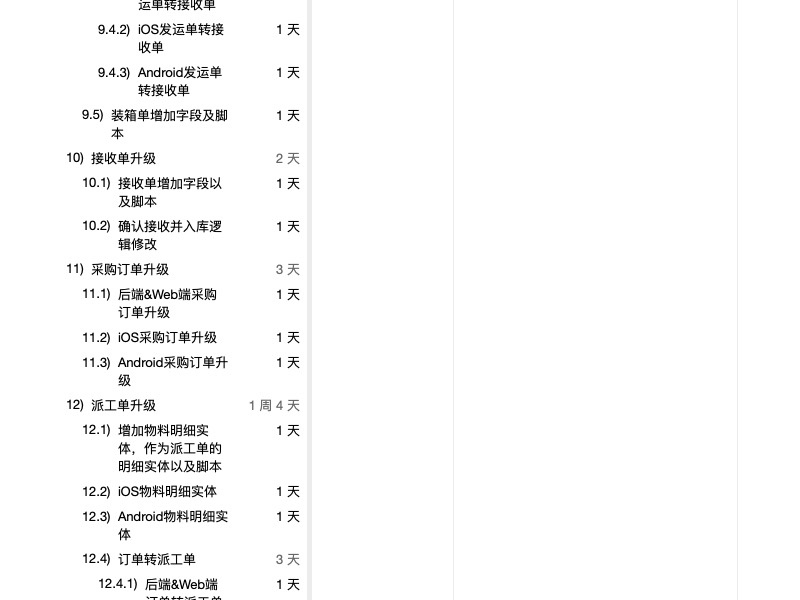 运单转接收单
9.4.2) iOS发运单转接 1 天
收单
9.4.3) Android发运单 1 天
转接收单
9.5) 装箱单增加字段及脚 1 天
本
10) 接收单升级 2 天
10.1) 接收单增加字段以 1 天
及脚本
10.2) 确认接收并入库逻 1 天
辑修改
11) 采购订单升级 3 天
11.1) 后端&Web端采购 1 天
订单升级
11.2) iOS采购订单升级 1 天
11.3) Android采购订单升 1 天
级
12) 派工单升级 1 周 4 天
12.1) 增加物料明细实 1 天
体，作为派工单的
明细实体以及脚本
12.2) iOS物料明细实体 1 天
12.3) Android物料明细实 1 天
体
12.4) 订单转派工单 3 天
12.4.1) 后端&Web端 1 天
订单转派工单